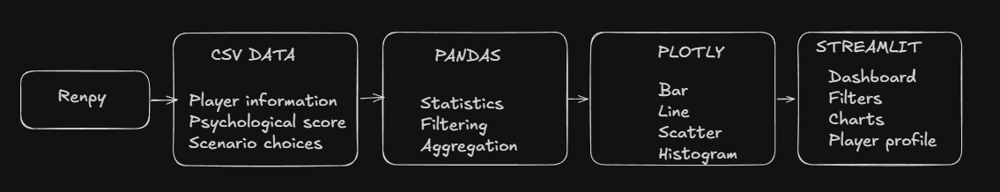 Renpy
CSV DATA
Player information
Psychological score
Scenario choices
PANDAS
Statistics
Filtering
Aggregation
PLOTLY
Bar
Line
Scatter
Histogram
STREAMLIT
Dashboard
Filters
Charts
Player profile